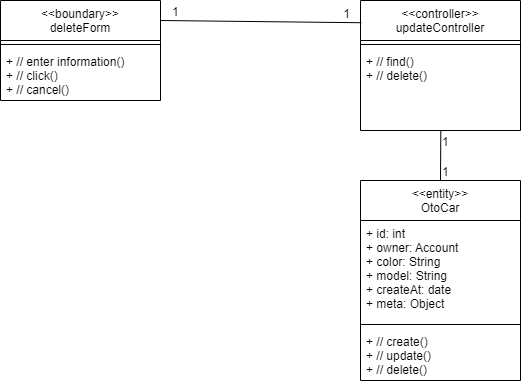 <<boundary>>
deleteForm
+ // enter information()
+ // click()
+ // cancel()
1
1
<<controller>>
updateController
+ // find()
+ // delete()
1
1
<<entity>>
OtoCar
+ id: int
+ owner: Account
+ color: String
+ model: String
+ createAt: date
+ meta: Object
+ // create()
+ // update()
+ // delete()